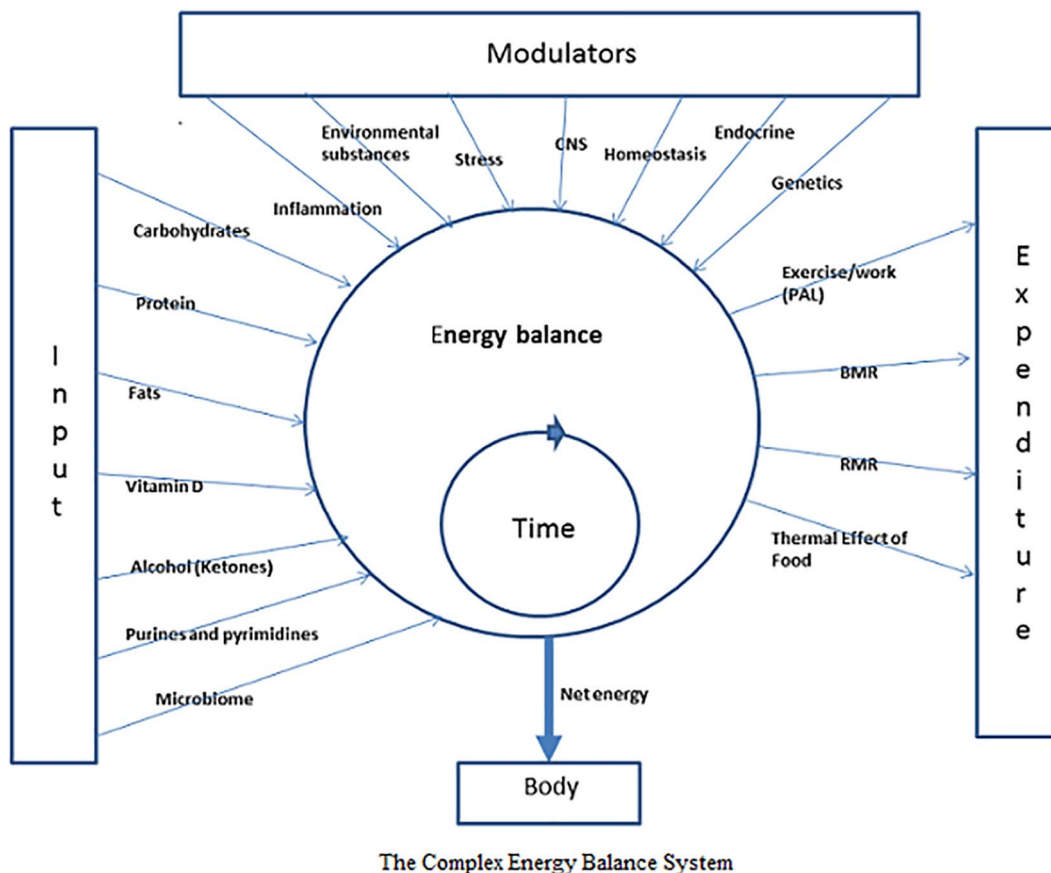 Modulators
Environmental
substances
Stress
CNS
Homeostasis
Endocrine
Genetics
Inflammation
Input
Carbohydrates
Protein
Fats
Vitamin D
Alcohol (Ketones)
Purines and pyrimidines
Microbiome
Energy balance
Time
Exercise/work
(PAL)
BMR
RMR
Thermal Effect of
Food
Expenditure
Net energy
Body
The Complex Energy Balance System